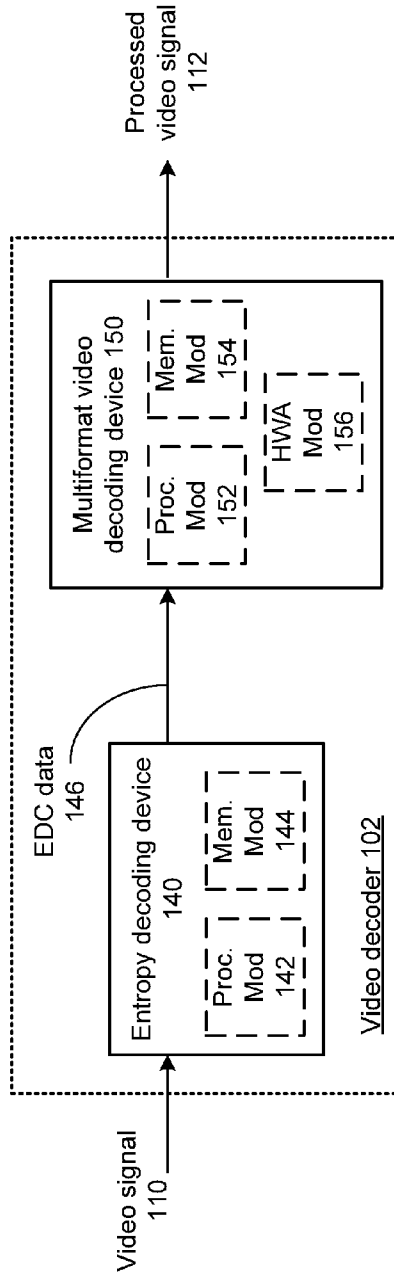 Video signal
110
Entropy decoding device
140
Proc.
Mod
142
Mem.
Mod
144
Video decoder 102
EDC data
146
Multiformat video
decoding device 150
Proc.
Mod
152
Mem.
Mod
154
HWA
Mod
156
Processed
video signal
112